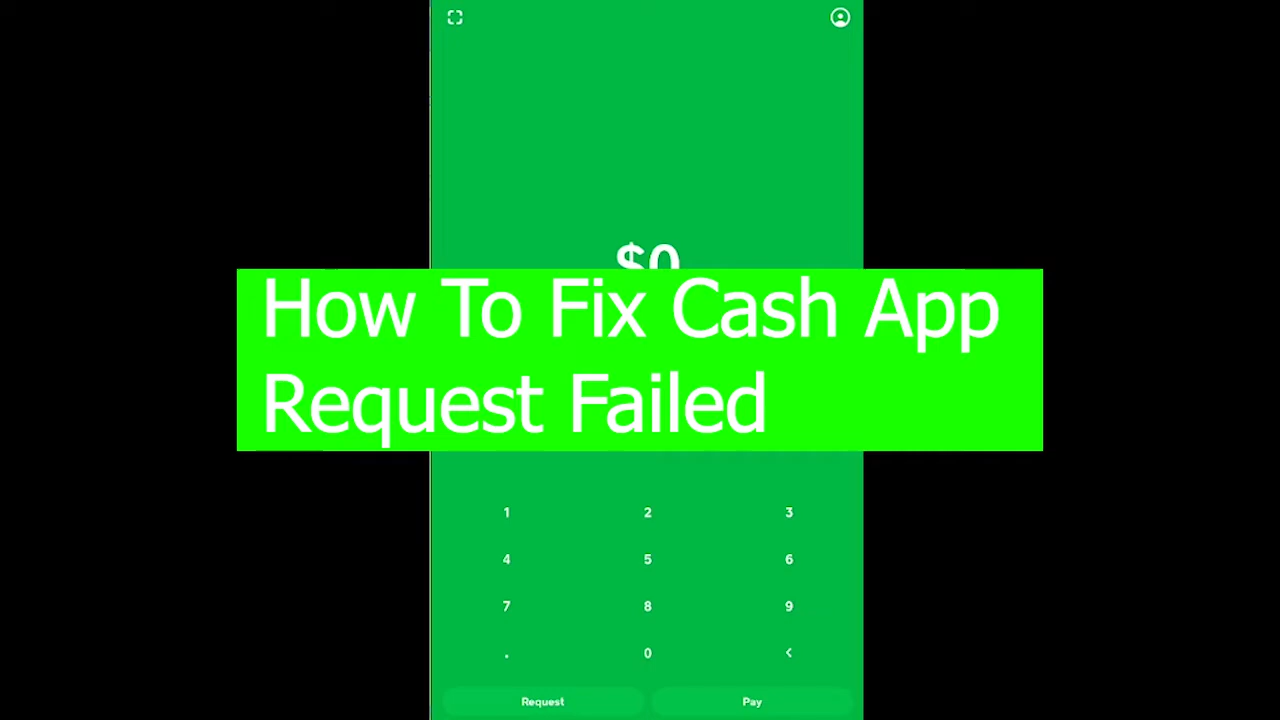 $0
How To Fix Cash App
Request Failed
1 2 3
4 5 6
7 8 9
. 0 <
Request Pay